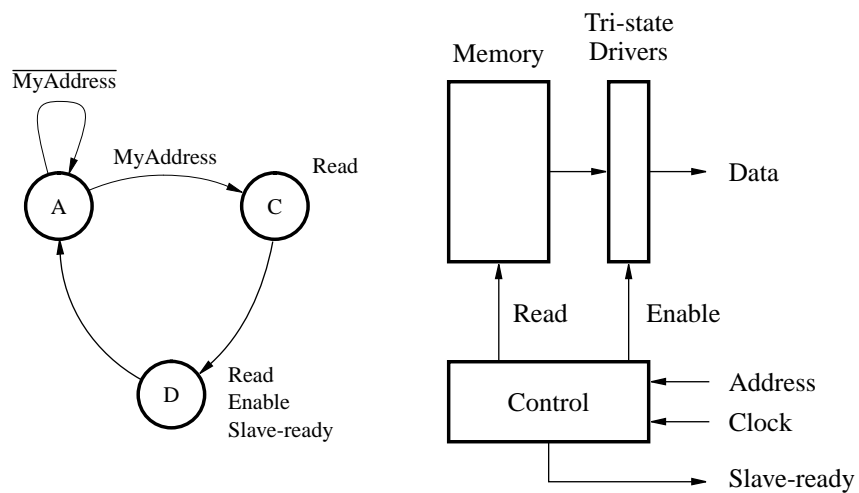 MyAddress
MyAddress
Read
A
C
D
Read
Enable
Slave-ready
Tri-state
Drivers
Memory
Data
Read
Enable
Control
Address
Clock
Slave-ready